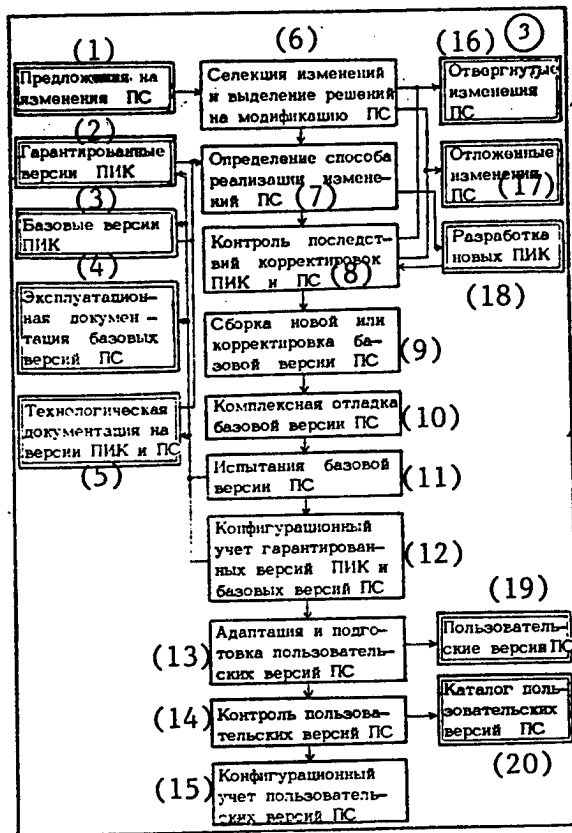 (1)
Предложения на
изменения ПС
(2)
Гарантированные
версии ПИК
(3)
Базовые версии
ПИК
(4)
Эксплуатацион-
ная докумен-
тация базовых
версий ПС
Технологическая
документация на
версии ПИК и ПС
(5)
(6)
Селекция изменений
и выделение решений
на модификацию ПС
Определение способа
реализации измене-
ний ПС (7)
Контроль последст-
вий корректировок
ПИК и ПС (8)
Сборка новой или
корректировка ба-
зовой версии ПС
(9)
Комплексная отладка
базовой версии ПС
(10)
Испытания базовой
версии ПС
(11)
Конфигурационный
учет гарантирован-
ных версий ПИК и
базовых версий ПС
(12)
(13)
Адаптация и подго-
товка пользователь-
ских версий ПС
(14)
Контроль пользова-
тельских версий ПС
(15)
Конфигурационный
учет пользователь-
ских версий ПС
(16)
3
Отвергнутые
изменения
ПС
Отложенные
изменения
ПС (17)
Разработка
новых ПИК
(18)
(19)
Пользователь-
ские версии ПС
Каталог поль-
зовательских
версий ПС
(20)